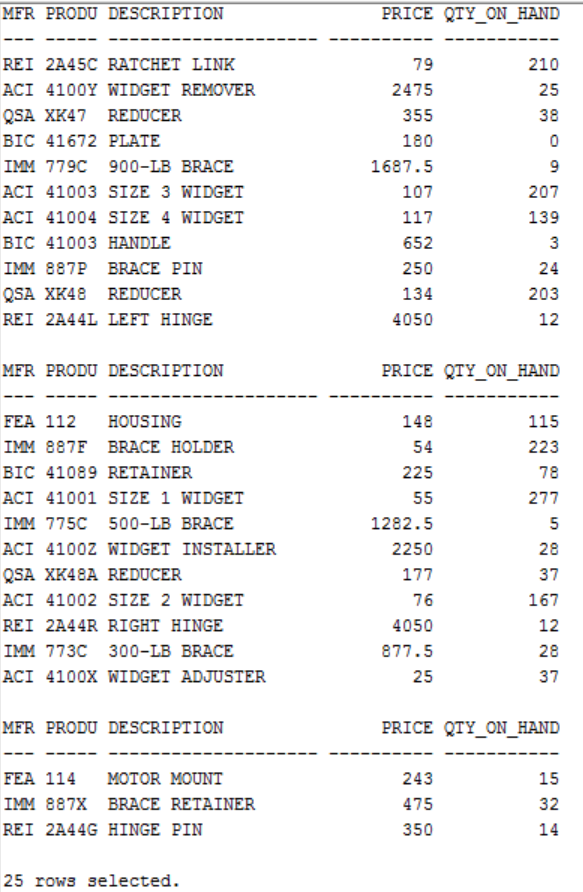 MFR PRODU DESCRIPTION               PRICE QTY_ON_HAND
--- ----- -------------------- ---------- -----------
REI 2A45C RATCHET LINK                 79         210
ACI 4100Y WIDGET REMOVER             2475          25
QSA XK47  REDUCER                     355          38
BIC 41672 PLATE                       180           0
IMM 779C  900-LB BRACE             1687.5           9
ACI 41003 SIZE 3 WIDGET               107         207
ACI 41004 SIZE 4 WIDGET               117         139
BIC 41003 HANDLE                      652           3
IMM 887P  BRACE PIN                   250          24
QSA XK48  REDUCER                     134         203
REI 2A44L LEFT HINGE                 4050          12

MFR PRODU DESCRIPTION               PRICE QTY_ON_HAND
--- ----- -------------------- ---------- -----------
FEA 112   HOUSING                     148         115
IMM 887F  BRACE HOLDER                 54         223
BIC 41089 RETAINER                    225          78
ACI 41001 SIZE 1 WIDGET                55         277
IMM 775C  500-LB BRACE             1282.5           5
ACI 4100Z WIDGET INSTALLER           2250          28
QSA XK48A REDUCER                     177          37
ACI 41002 SIZE 2 WIDGET                76         167
REI 2A44R RIGHT HINGE                4050          12
IMM 773C  300-LB BRACE              877.5          28
ACI 4100X WIDGET ADJUSTER              25          37

MFR PRODU DESCRIPTION               PRICE QTY_ON_HAND
--- ----- -------------------- ---------- -----------
FEA 114   MOTOR MOUNT                 243          15
IMM 887X  BRACE RETAINER              475          32
REI 2A44G HINGE PIN                   350          14

25 rows selected.